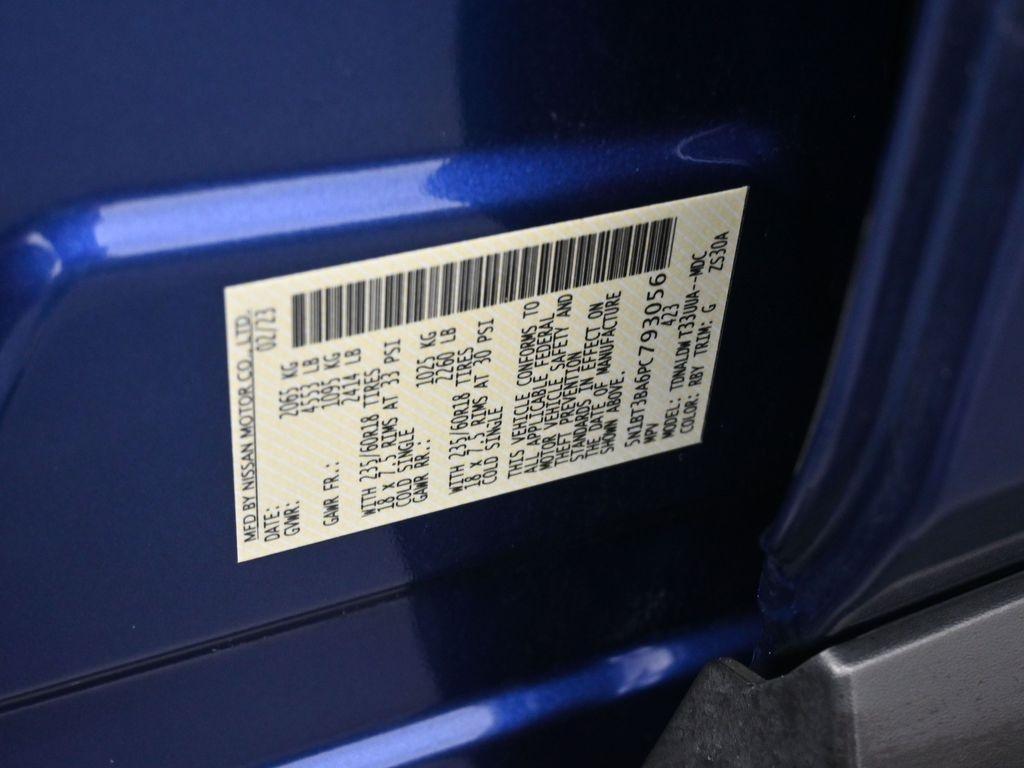 MFD BY NISSAN MOTOR CO., LTD.
DATE: 02/23
GVWR: 2065 KG
4553 LB
GAWR FR.: 1095 KG
2414 LB
WITH 235/60R18 TIRES
18 X 7.5 RIMS AT 33 PSI
COLD SINGLE
GAWR RR.: 1025 KG
2260 LB
WITH 235/60R18 TIRES
18 X 7.5 RIMS AT 30 PSI
COLD SINGLE
THIS VEHICLE CONFORMS TO
ALL APPLICABLE FEDERAL
MOTOR VEHICLE SAFETY AND
THEFT PREVENTION
STANDARDS IN EFFECT ON
THE DATE OF MANUFACTURE
SHOWN ABOVE.
5N1BT3BA6PC793056
MPV 423
MODEL: TDNALDW T33UUA--MDC
COLOR: RBY TRIM: G ZS30A